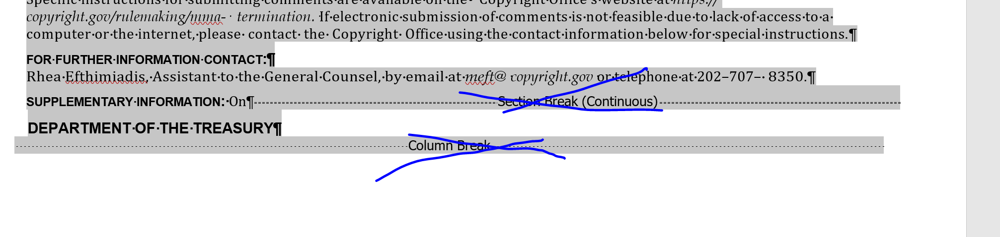 Specific instructions for submitting comments are available on the Copyright Office's website at https://
copyright.gov/rulemaking/mma- termination. If electronic submission of comments is not feasible due to lack of access to a
computer or the internet, please contact the Copyright Office using the contact information below for special instructions.¶
FOR FURTHER INFORMATION CONTACT:¶
Rhea Efthimiadis, Assistant to the General Counsel, by email at meft@ copyright.gov or telephone at 202–707– 8350.¶
SUPPLEMENTARY INFORMATION: On¶ Section Break (Continuous)
DEPARTMENT OF THE TREASURY¶
Column Break